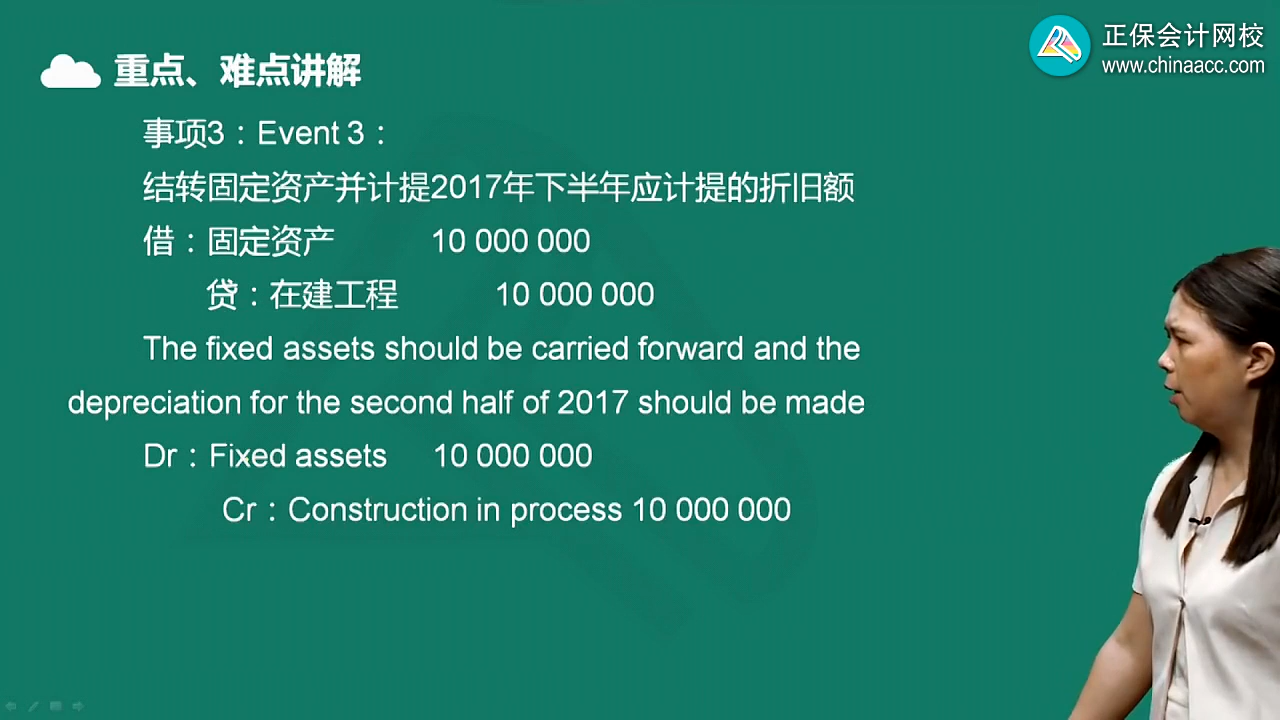 正保会计网校
www.chinaacc.com
重点、难点讲解
事项3：Event 3：
结转固定资产并计提2017年下半年应计提的折旧额
借：固定资产 10 000 000
贷：在建工程 10 000 000
The fixed assets should be carried forward and the
depreciation for the second half of 2017 should be made
Dr：Fixed assets 10 000 000
Cr：Construction in process 10 000 000